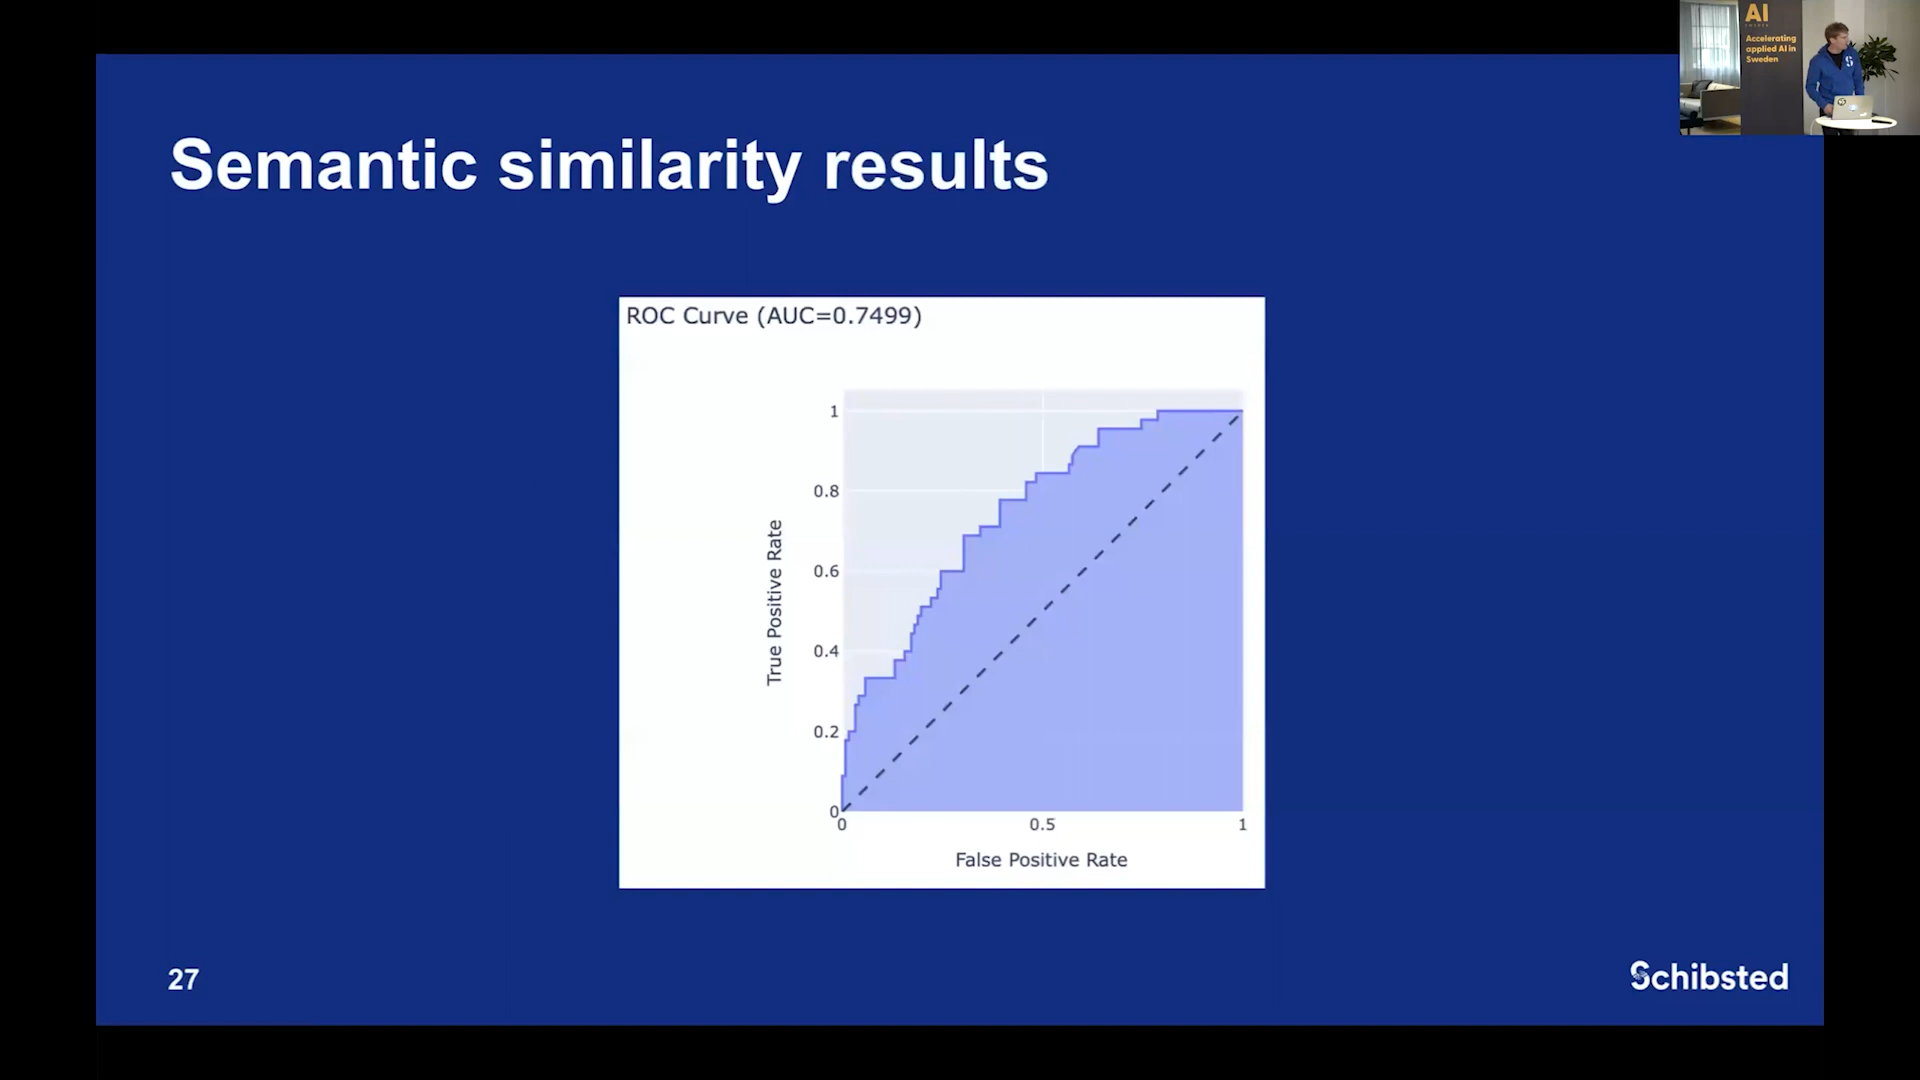 AI
Accelerating
applied AI in
Sweden
Semantic similarity results
ROC Curve (AUC=0.7499)
1
0.8
0.6
0.4
0.2
0
0
0.5
1
True Positive Rate
False Positive Rate
27
Schibsted